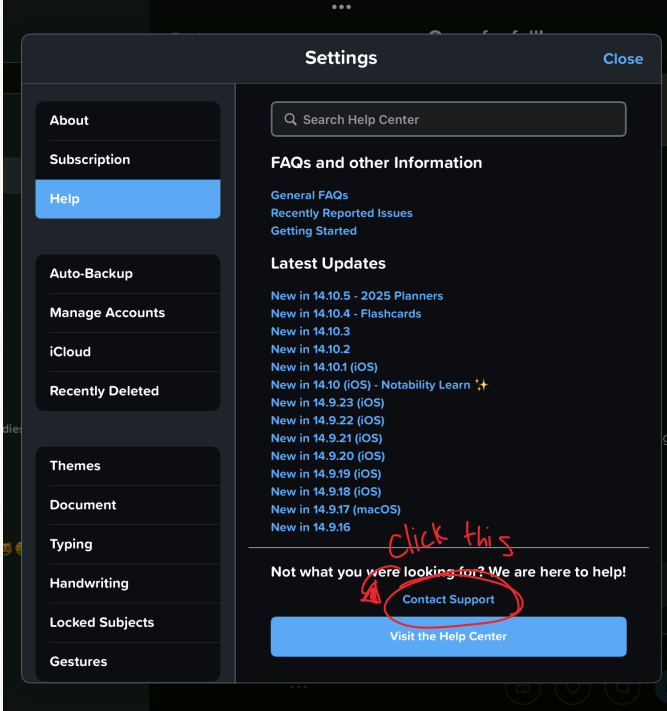 Settings
Close
About
Subscription
Help
Auto-Backup
Manage Accounts
iCloud
Recently Deleted
Themes
Document
Typing
Handwriting
Locked Subjects
Gestures
Search Help Center
FAQs and other Information
General FAQs
Recently Reported Issues
Getting Started
Latest Updates
New in 14.10.5 - 2025 Planners
New in 14.10.4 - Flashcards
New in 14.10.3
New in 14.10.2
New in 14.10.1 (iOS)
New in 14.10 (iOS) - Notability Learn ✨
New in 14.9.23 (iOS)
New in 14.9.22 (iOS)
New in 14.9.21 (iOS)
New in 14.9.20 (iOS)
New in 14.9.19 (iOS)
New in 14.9.18 (iOS)
New in 14.9.17 (macOS)
New in 14.9.16
Click this
Not what you were looking for? We are here to help!
Contact Support
Visit the Help Center